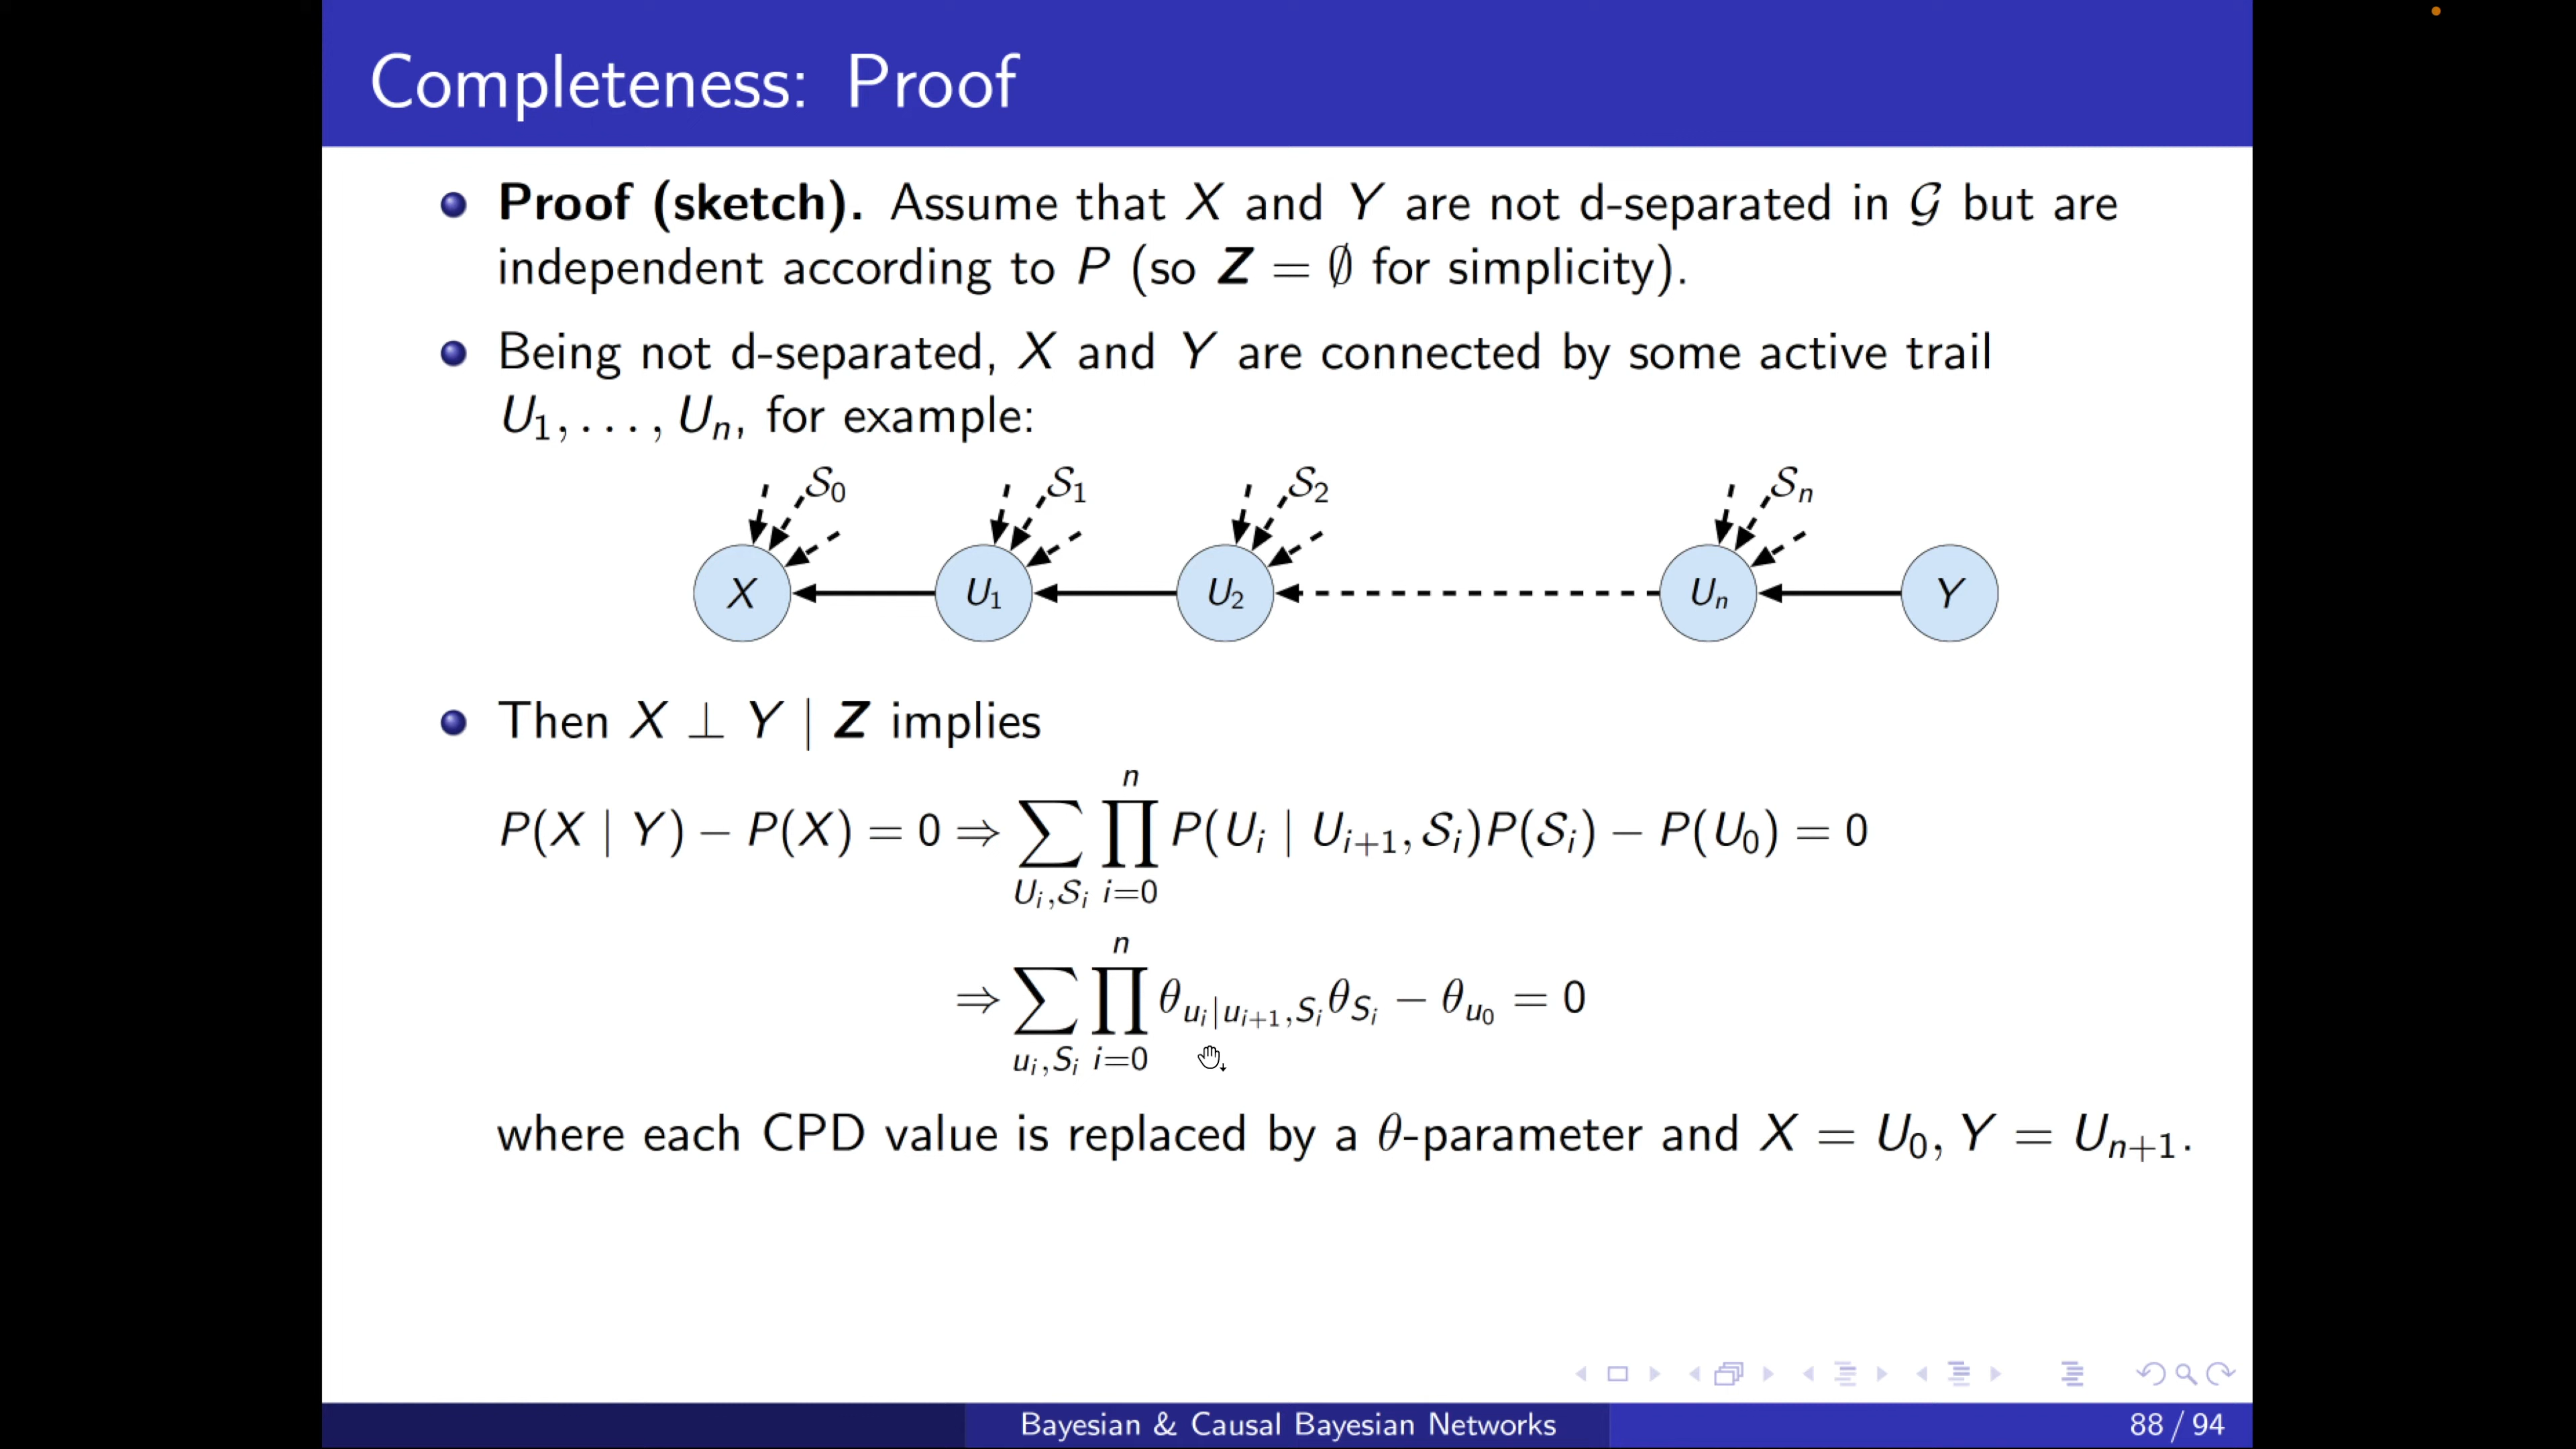 Completeness: Proof
Proof (sketch). Assume that X and Y are not d-separated in 𝒢 but are
independent according to P (so Z = ∅ for simplicity).
Being not d-separated, X and Y are connected by some active trail
U₁, . . . , Uₙ, for example:
𝒮₀ 𝒮₁ 𝒮₂ 𝒮ₙ
X U₁ U₂ Uₙ Y
Then X ⊥ Y | Z implies
P(X | Y) − P(X) = 0 ⇒ ∑_{Uᵢ,𝒮ᵢ} ∏_{i=0}^{n} P(Uᵢ | Uᵢ₊₁, 𝒮ᵢ)P(𝒮ᵢ) − P(U₀) = 0
⇒ ∑_{uᵢ,Sᵢ} ∏_{i=0}^{n} θ_{uᵢ|uᵢ₊₁,Sᵢ} θ_{Sᵢ} − θ_{u₀} = 0
where each CPD value is replaced by a θ-parameter and X = U₀, Y = Uₙ₊₁.
Bayesian & Causal Bayesian Networks 88 / 94